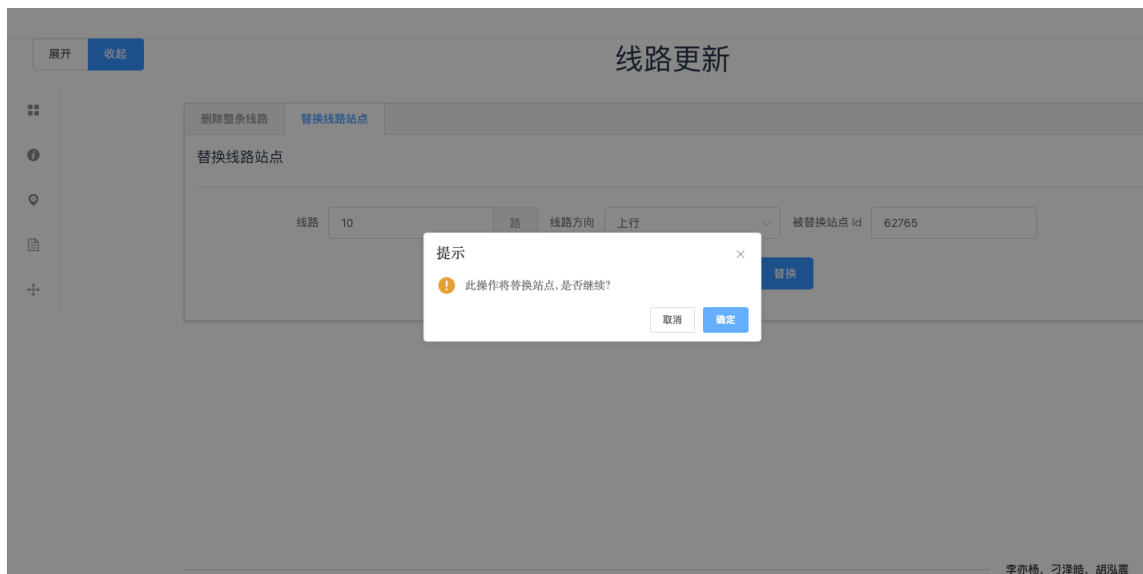 展开 收起
线路更新
删除整条线路 替换线路站点
替换线路站点
线路 10 路 线路方向 上行 被替换站点 Id 62765
提示
替换
此操作将替换站点, 是否继续?
取消 确定
李亦杨、刁泽皓、胡泓震